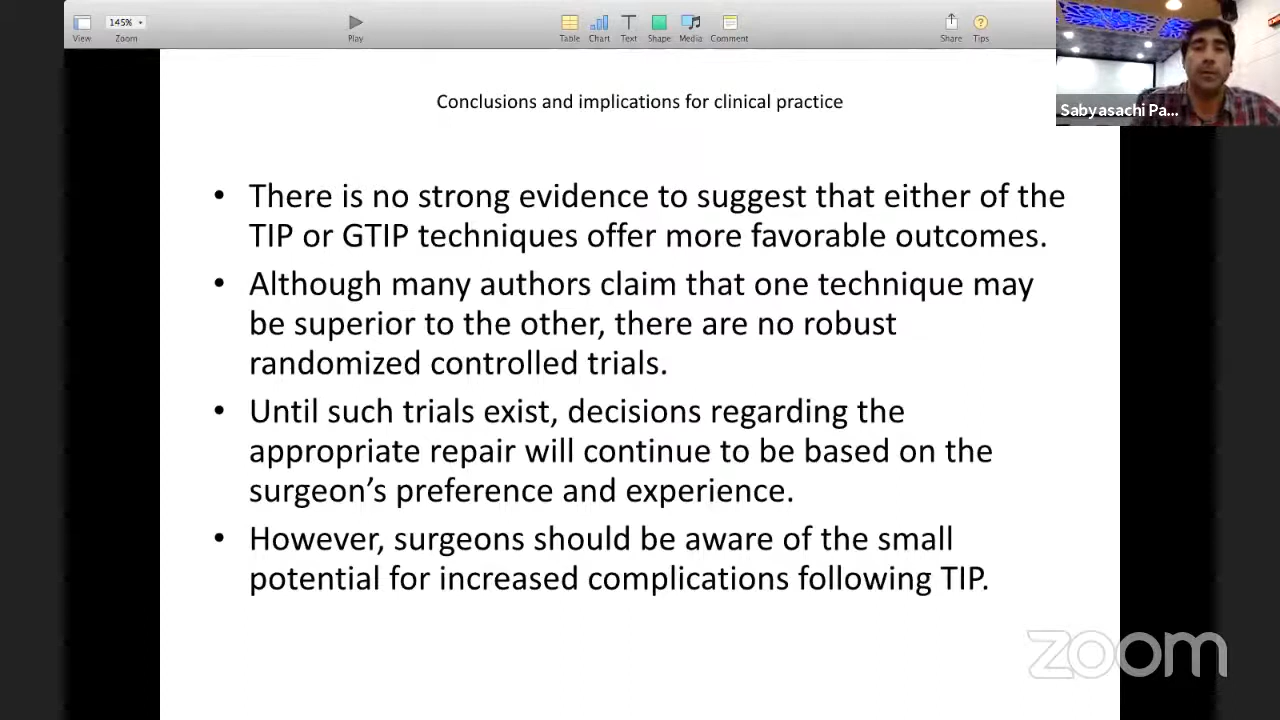 145%
View
Zoom
Play
Table
Chart
Text
Shape
Media
Comment
Share
Tips
Sabyasachi Pa...
Conclusions and implications for clinical practice
• There is no strong evidence to suggest that either of the
TIP or GTIP techniques offer more favorable outcomes.
• Although many authors claim that one technique may
be superior to the other, there are no robust
randomized controlled trials.
• Until such trials exist, decisions regarding the
appropriate repair will continue to be based on the
surgeon’s preference and experience.
• However, surgeons should be aware of the small
potential for increased complications following TIP.
zoom